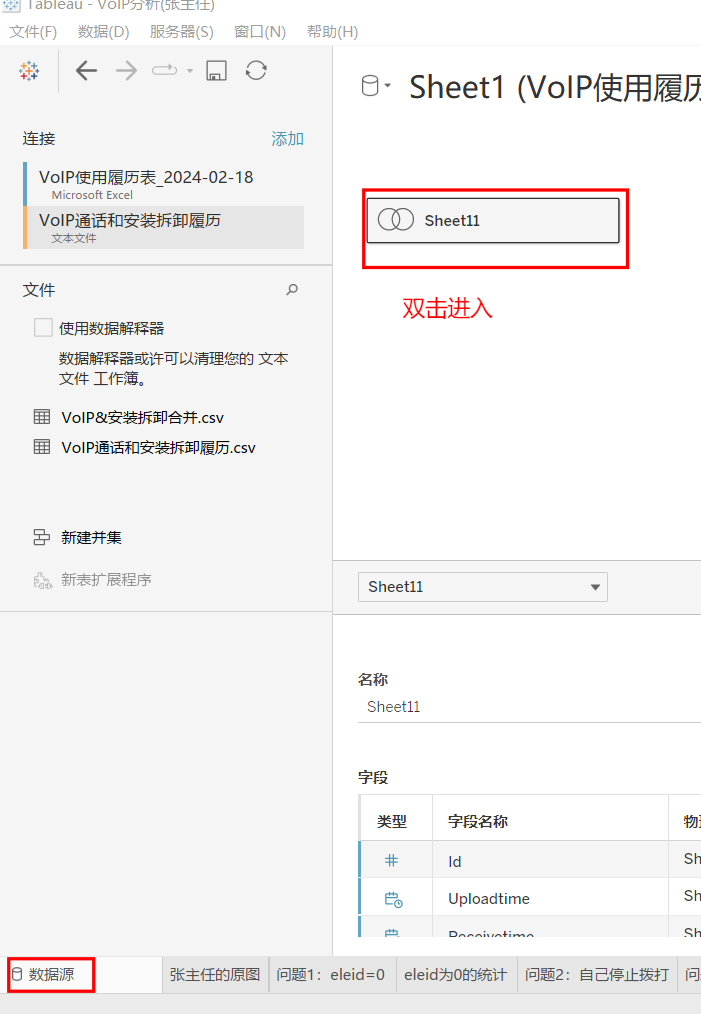 Tableau - VoIP分析(张主任)
文件(F) 数据(D) 服务器(S) 窗口(N) 帮助(H)
Sheet1 (VoIP使用履历
连接 添加
VoIP使用履历表_2024-02-18
Microsoft Excel
VoIP通话和安装拆卸履历
文本文件
Sheet11
双击进入
文件
使用数据解释器
数据解释器或许可以清理您的 文本
文件 工作簿。
VoIP&安装拆卸合并.csv
VoIP通话和安装拆卸履历.csv
新建并集
新表扩展程序
Sheet11
名称
Sheet11
字段
类型 字段名称 物
Id Sh
Uploadtime Sh
Receivetime Sh
数据源 张主任的原图 问题1：eleid=0 eleid为0的统计 问题2：自己停止拨打 问